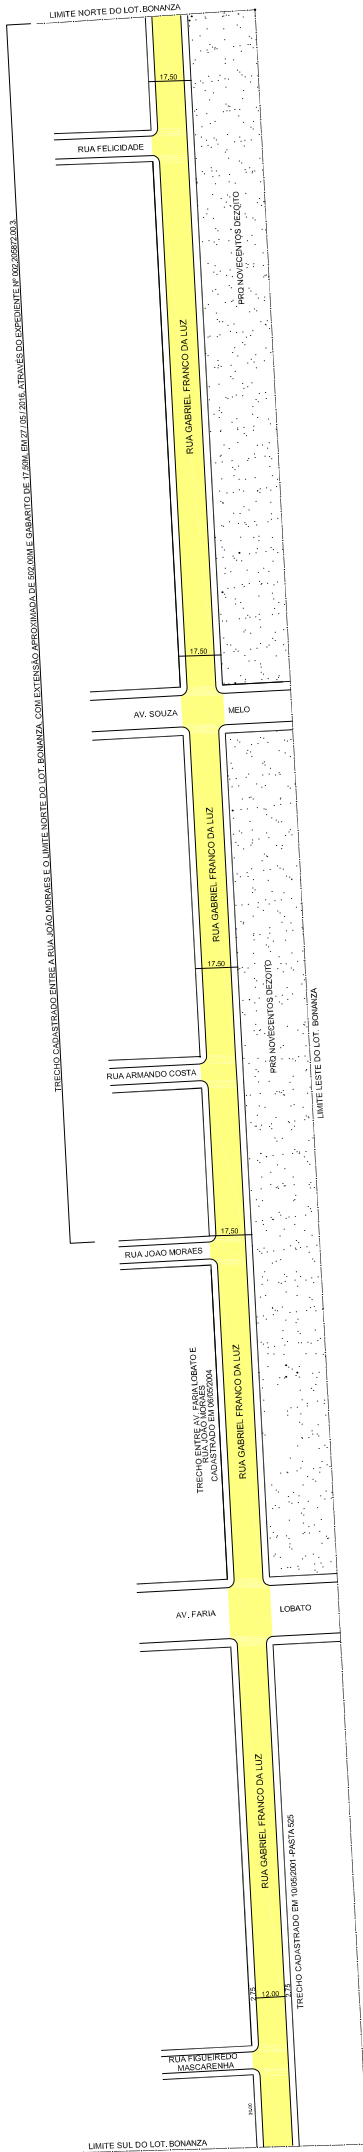 LIMITE NORTE DO LOT. BONANZA
17,50
RUA FELICIDADE
PRQ NOVECENTOS DEZOITO
TRECHO CADASTRADO ENTRE A RUA JOÃO MORAES E O LIMITE NORTE DO LOT. BONANZA, COM EXTENSÃO APROXIMADA DE 502,00M E GABARITO DE 17,50M, EM 27 / 05 / 2016, ATRAVÉS DO EXPEDIENTE Nº 002.205872.00.3.
RUA GABRIEL FRANCO DA LUZ
17,50
AV. SOUZA MELO
RUA GABRIEL FRANCO DA LUZ
17,50
PRQ NOVECENTOS DEZOITO
LIMITE LESTE DO LOT. BONANZA
RUA ARMANDO COSTA
17,50
RUA JOAO MORAES
TRECHO ENTRE AV. FARIA LOBATO E
RUA JOÃO MORAES
CADASTRADO EM 06/05/2004
RUA GABRIEL FRANCO DA LUZ
AV. FARIA LOBATO
RUA GABRIEL FRANCO DA LUZ
TRECHO CADASTRADO EM 10/05/2001 -PASTA 525
2,75 12,00 2,75
RUA FIGUEIREDO
MASCARENHA
LIMITE SUL DO LOT. BONANZA